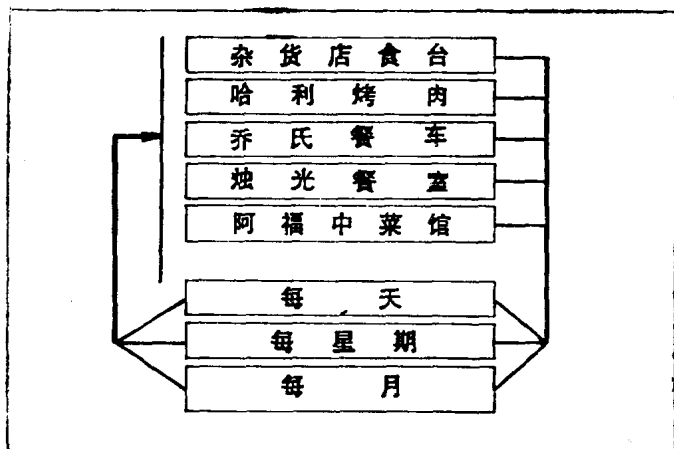 杂货店食台
哈利烤肉
乔氏餐车
烛光餐室
阿福中菜馆
每天
每星期
每月